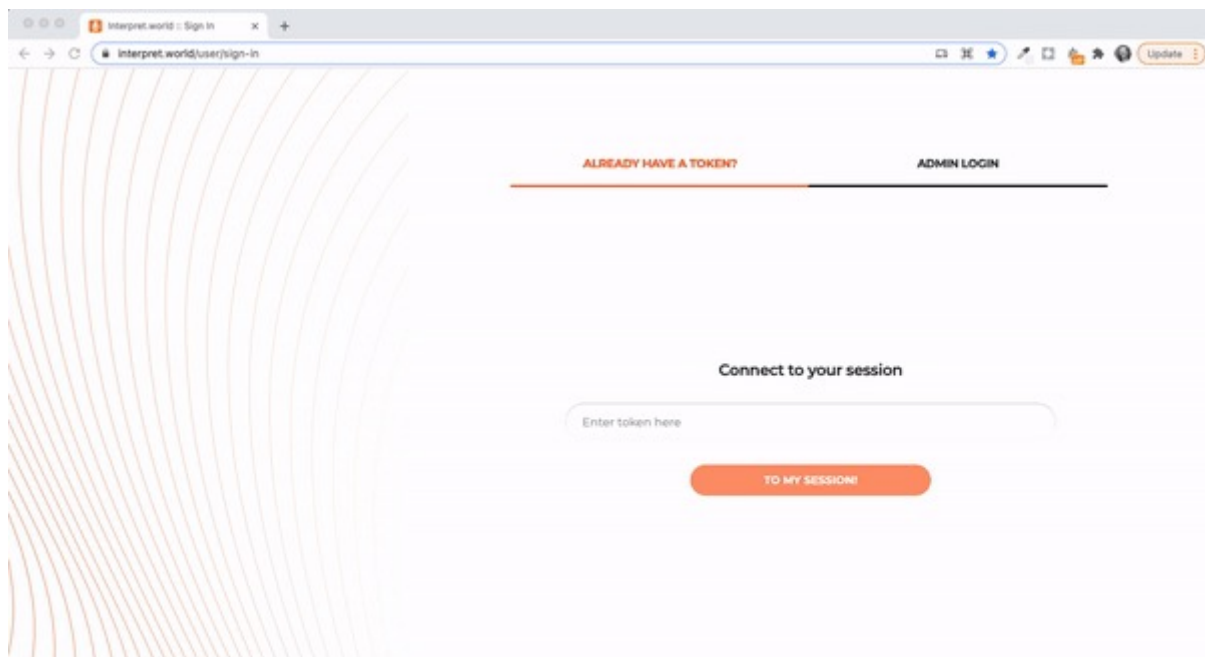 Interpret.world :: Sign In
interpret.world/user/sign-in
Update
ALREADY HAVE A TOKEN?
ADMIN LOGIN
Connect to your session
Enter token here
TO MY SESSION!